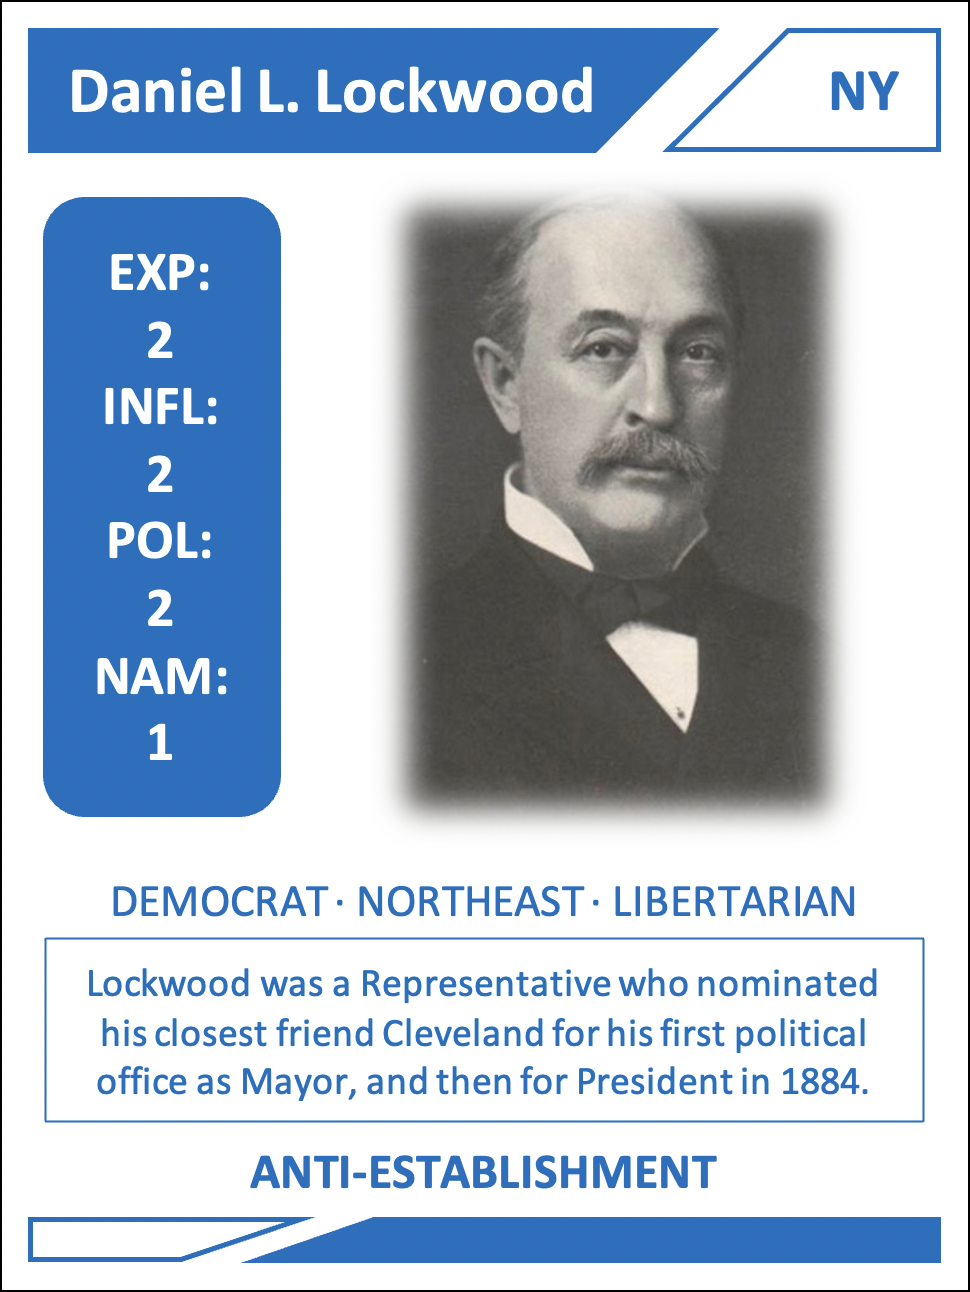 Daniel L. Lockwood
NY
EXP:
2
INFL:
2
POL:
2
NAM:
1
DEMOCRAT · NORTHEAST · LIBERTARIAN
Lockwood was a Representative who nominated
his closest friend Cleveland for his first political
office as Mayor, and then for President in 1884.
ANTI-ESTABLISHMENT